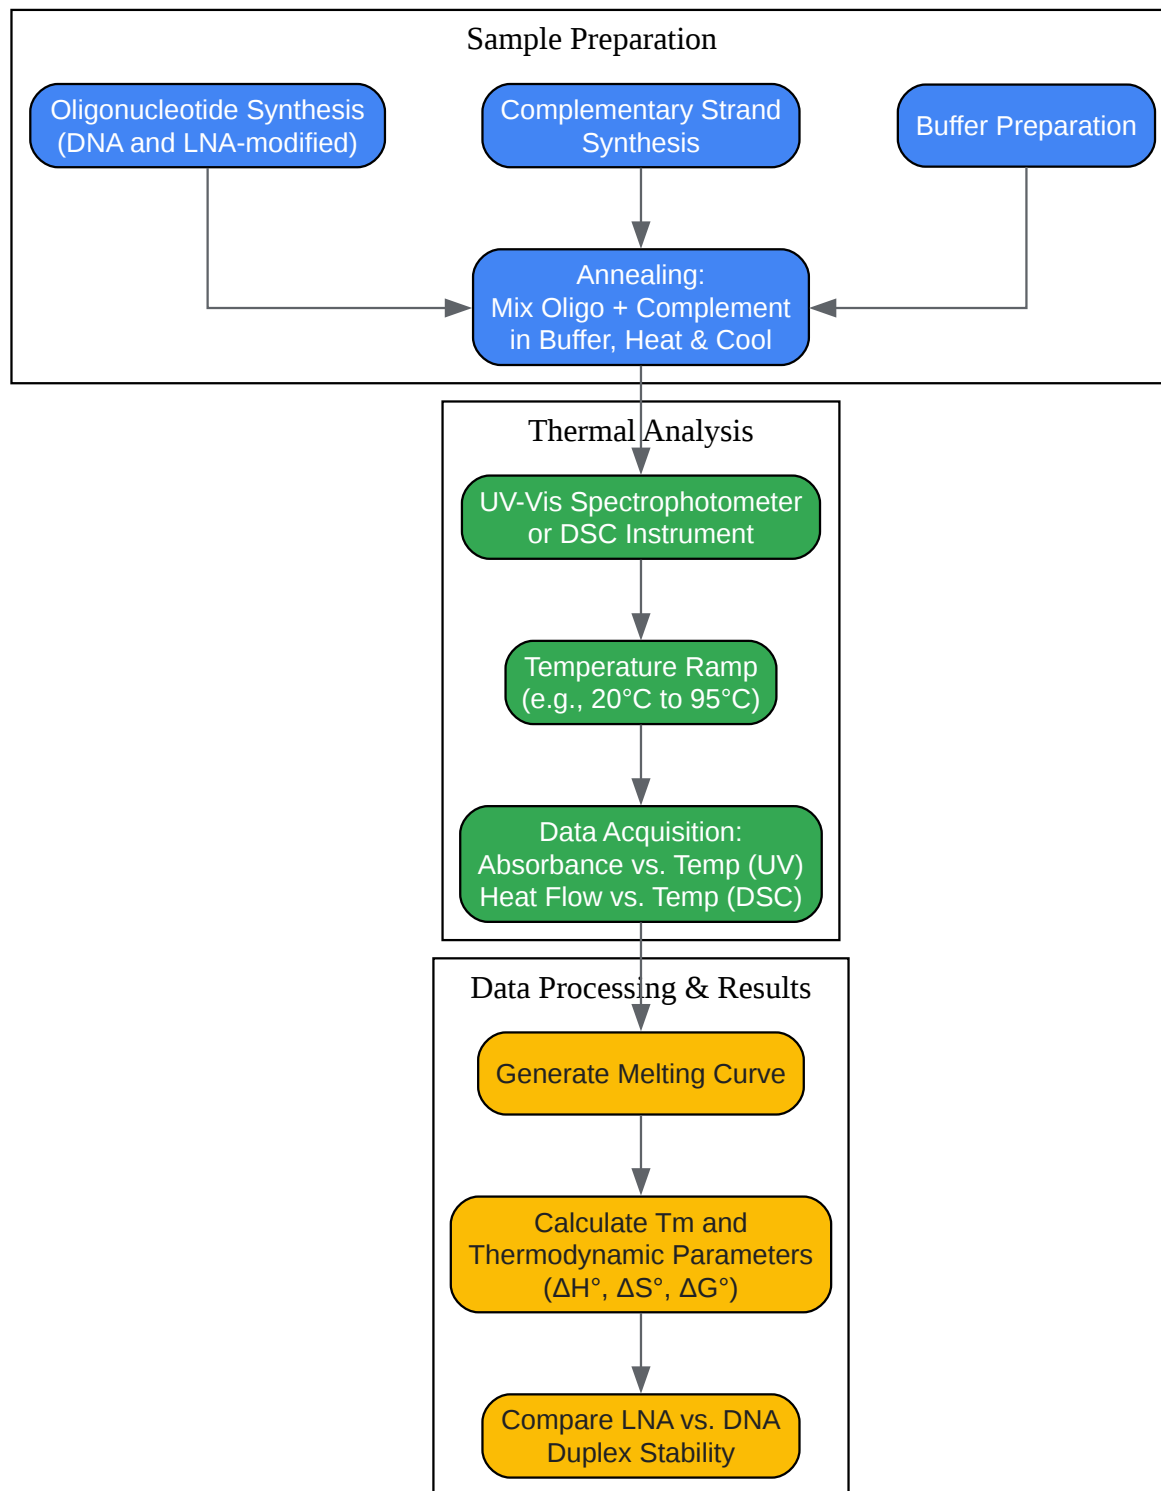 Sample Preparation
Oligonucleotide Synthesis
(DNA and LNA-modified)
Complementary Strand
Synthesis
Buffer Preparation
Annealing:
Mix Oligo + Complement
in Buffer, Heat & Cool
Thermal Analysis
UV-Vis Spectrophotometer
or DSC Instrument
Temperature Ramp
(e.g., 20°C to 95°C)
Data Acquisition:
Absorbance vs. Temp (UV)
Heat Flow vs. Temp (DSC)
Data Processing & Results
Generate Melting Curve
Calculate Tm and
Thermodynamic Parameters
(ΔH°, ΔS°, ΔG°)
Compare LNA vs. DNA
Duplex Stability